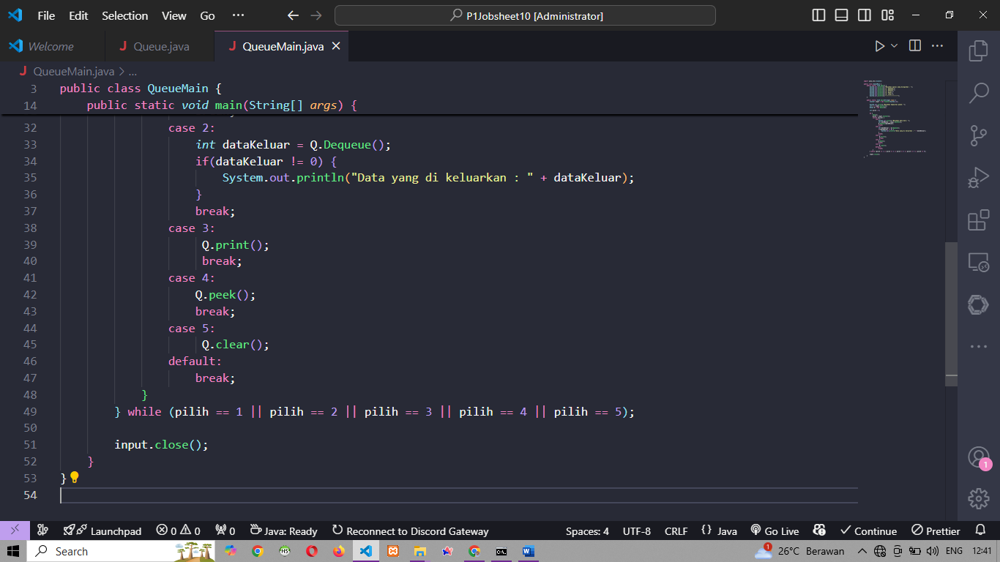 File Edit Selection View Go ··· P1Jobsheet10 [Administrator]
Welcome Queue.java QueueMain.java
QueueMain.java > ...
3 public class QueueMain {
14 public static void main(String[] args) {
32 case 2:
33 int dataKeluar = Q.Dequeue();
34 if(dataKeluar != 0) {
35 System.out.println("Data yang di keluarkan : " + dataKeluar);
36 }
37 break;
38 case 3:
39 Q.print();
40 break;
41 case 4:
42 Q.peek();
43 break;
44 case 5:
45 Q.clear();
46 default:
47 break;
48 }
49 } while (pilih == 1 || pilih == 2 || pilih == 3 || pilih == 4 || pilih == 5);
50
51 input.close();
52 }
53 }
54
1
Launchpad 0 0 0 Java: Ready Reconnect to Discord Gateway Spaces: 4 UTF-8 CRLF {} Java Go Live Continue Prettier
Search 1 26°C Berawan ENG 12:41